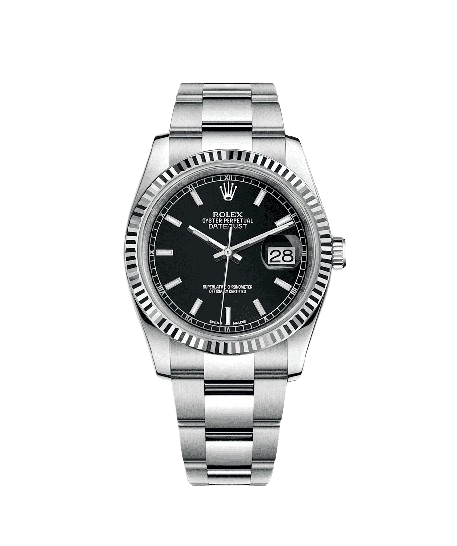 ROLEX
OYSTER PERPETUAL
DATEJUST
28
SUPERLATIVE CHRONOMETER
OFFICIALLY CERTIFIED